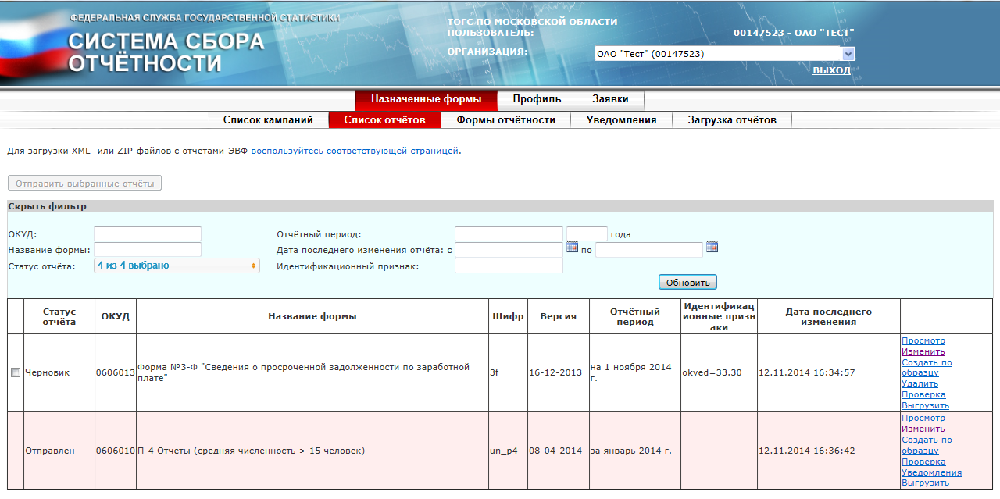 ФЕДЕРАЛЬНАЯ СЛУЖБА ГОСУДАРСТВЕННОЙ СТАТИСТИКИ
СИСТЕМА СБОРА
ОТЧЁТНОСТИ
ТОГС ПО МОСКОВСКОЙ ОБЛАСТИ
ПОЛЬЗОВАТЕЛЬ: 00147523 - ОАО "ТЕСТ"
ОРГАНИЗАЦИЯ: ОАО "Тест" (00147523)
ВЫХОД
Назначенные формы Профиль Заявки
Список кампаний Список отчётов Формы отчётности Уведомления Загрузка отчётов
Для загрузки XML- или ZIP-файлов с отчётами-ЭВФ воспользуйтесь соответствующей страницей.
Отправить выбранные отчёты
Скрыть фильтр
ОКУД: Отчётный период: года
Название формы: Дата последнего изменения отчёта: с по
Статус отчёта: 4 из 4 выбрано Идентификационный признак:
Обновить
Статус
отчёта
ОКУД
Название формы
Шифр
Версия
Отчётный
период
Идентификац
ионные призн
аки
Дата последнего
изменения
Черновик
0606013
Форма №3-Ф "Сведения о просроченной задолженности по заработной
плате"
3f
16-12-2013
на 1 ноября 2014
г.
okved=33.30
12.11.2014 16:34:57
Просмотр
Изменить
Создать по
образцу
Удалить
Проверка
Выгрузить
Отправлен
0606010
П-4 Отчеты (средняя численность > 15 человек)
un_p4
08-04-2014
за январь 2014 г.
12.11.2014 16:36:42
Просмотр
Изменить
Создать по
образцу
Проверка
Уведомления
Выгрузить